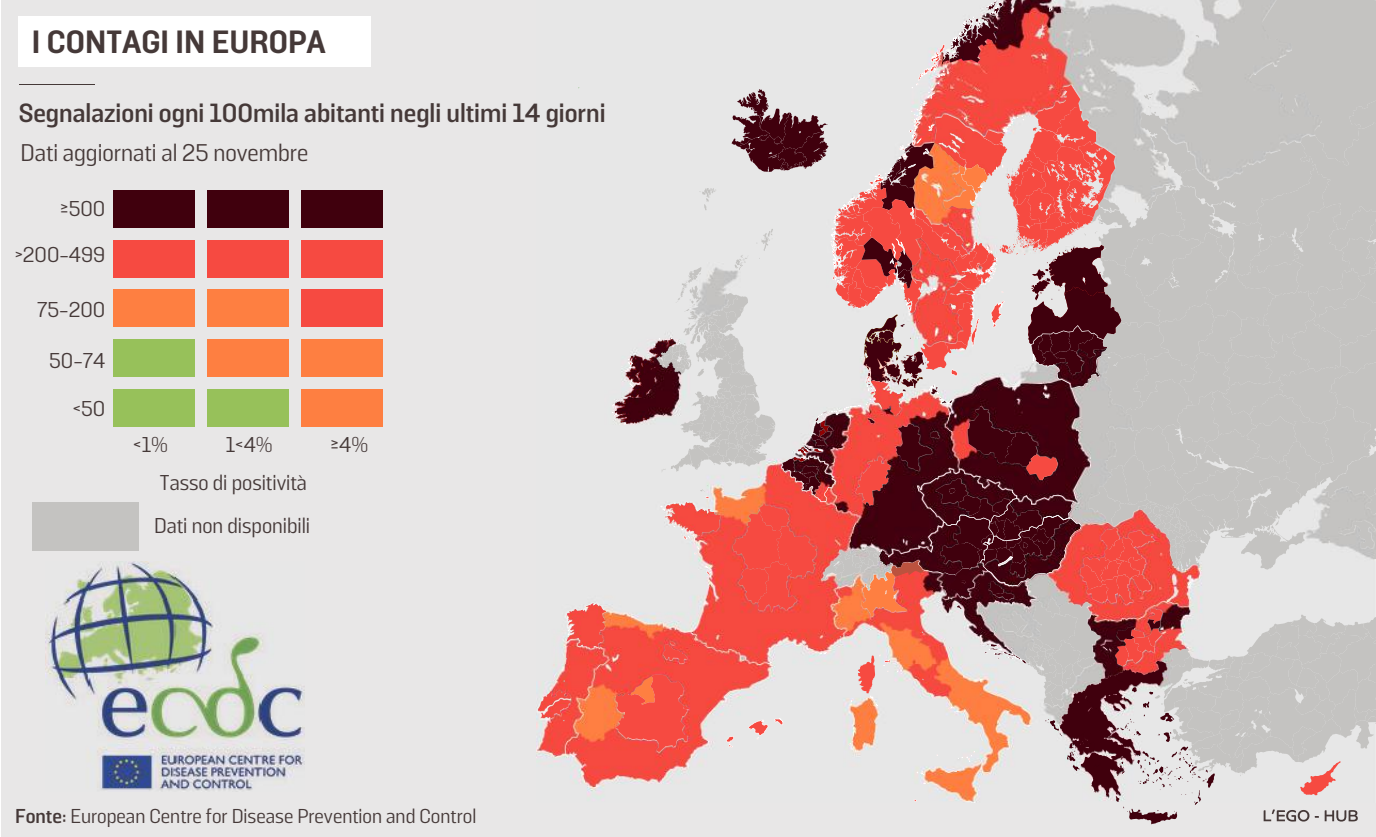 I CONTAGI IN EUROPA
Segnalazioni ogni 100mila abitanti negli ultimi 14 giorni
Dati aggiornati al 25 novembre
≥500
>200-499
75-200
50-74
<50
<1% 1<4% ≥4%
Tasso di positività
Dati non disponibili
ecdc
EUROPEAN CENTRE FOR
DISEASE PREVENTION
AND CONTROL
Fonte: European Centre for Disease Prevention and Control
L'EGO - HUB